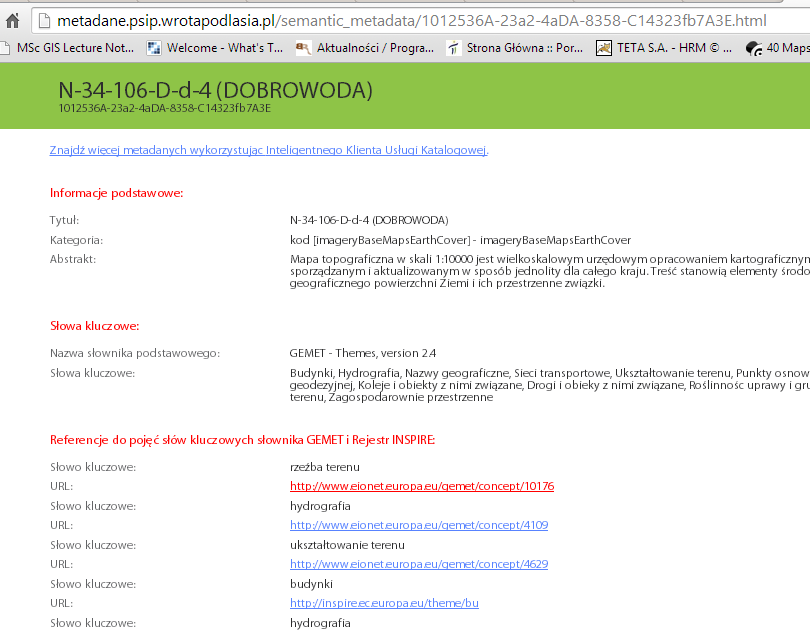 metadane.psip.wrotapodlasia.pl/semantic_metadata/1012536A-23a2-4aDA-8358-C14323fb7A3E.html
MSc GIS Lecture Not... Welcome - What's T... Aktualności / Progra... Strona Główna :: Por... TETA S.A. - HRM © ... 40 Maps
N-34-106-D-d-4 (DOBROWODA)
1012536A-23a2-4aDA-8358-C14323fb7A3E
Znajdź więcej metadanych wykorzystując Inteligentnego Klienta Usługi Katalogowej.
Informacje podstawowe:
Tytuł: N-34-106-D-d-4 (DOBROWODA)
Kategoria: kod [imageryBaseMapsEarthCover] - imageryBaseMapsEarthCover
Abstrakt: Mapa topograficzna w skali 1:10000 jest wielkoskalowym urzędowym opracowaniem kartograficznym
sporządzanym i aktualizowanym w sposób jednolity dla całego kraju. Treść stanowią elementy środo
geograficznego powierzchni Ziemi i ich przestrzenne związki.
Słowa kluczowe:
Nazwa słownika podstawowego: GEMET - Themes, version 2.4
Słowa kluczowe: Budynki, Hydrografia, Nazwy geograficzne, Sieci transportowe, Ukształtowanie terenu, Punkty osnow
geodezyjnej, Koleje i obiekty z nimi związane, Drogi i obieky z nimi związane, Roślinnośc uprawy i gru
terenu, Zagospodarownie przestrzenne
Referencje do pojęć słów kluczowych słownika GEMET i Rejestr INSPIRE:
Słowo kluczowe: rzeźba terenu
URL: http://www.eionet.europa.eu/gemet/concept/10176
Słowo kluczowe: hydrografia
URL: http://www.eionet.europa.eu/gemet/concept/4109
Słowo kluczowe: ukształtowanie terenu
URL: http://www.eionet.europa.eu/gemet/concept/4629
Słowo kluczowe: budynki
URL: http://inspire.ec.europa.eu/theme/bu
Słowo kluczowe: hydrografia